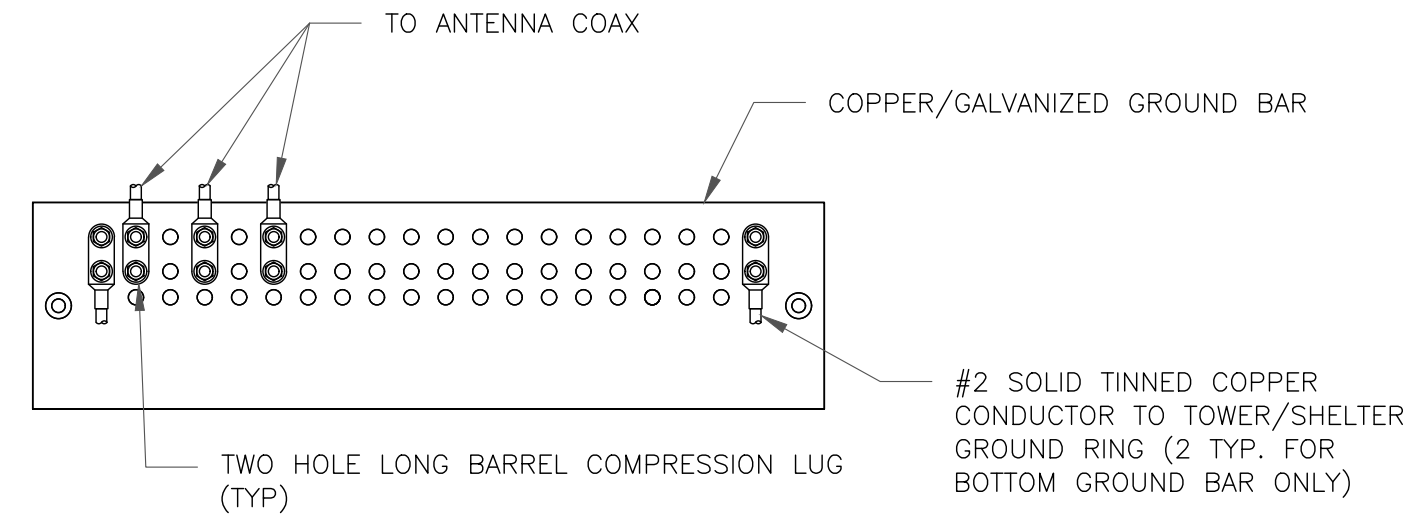 TO ANTENNA COAX
COPPER/GALVANIZED GROUND BAR
#2 SOLID TINNED COPPER
CONDUCTOR TO TOWER/SHELTER
GROUND RING (2 TYP. FOR
BOTTOM GROUND BAR ONLY)
TWO HOLE LONG BARREL COMPRESSION LUG
(TYP)